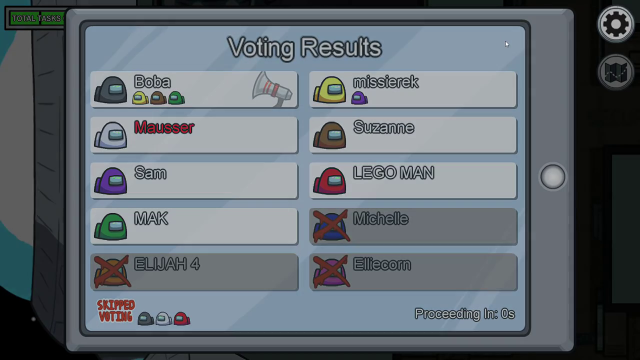 TOTAL TASKS
Voting Results
Boba
missierek
Mausser
Suzanne
Sam
LEGO MAN
MAK
Michelle
ELIJAH 4
Elliecorn
SKIPPED
VOTING
Proceeding In: 0s